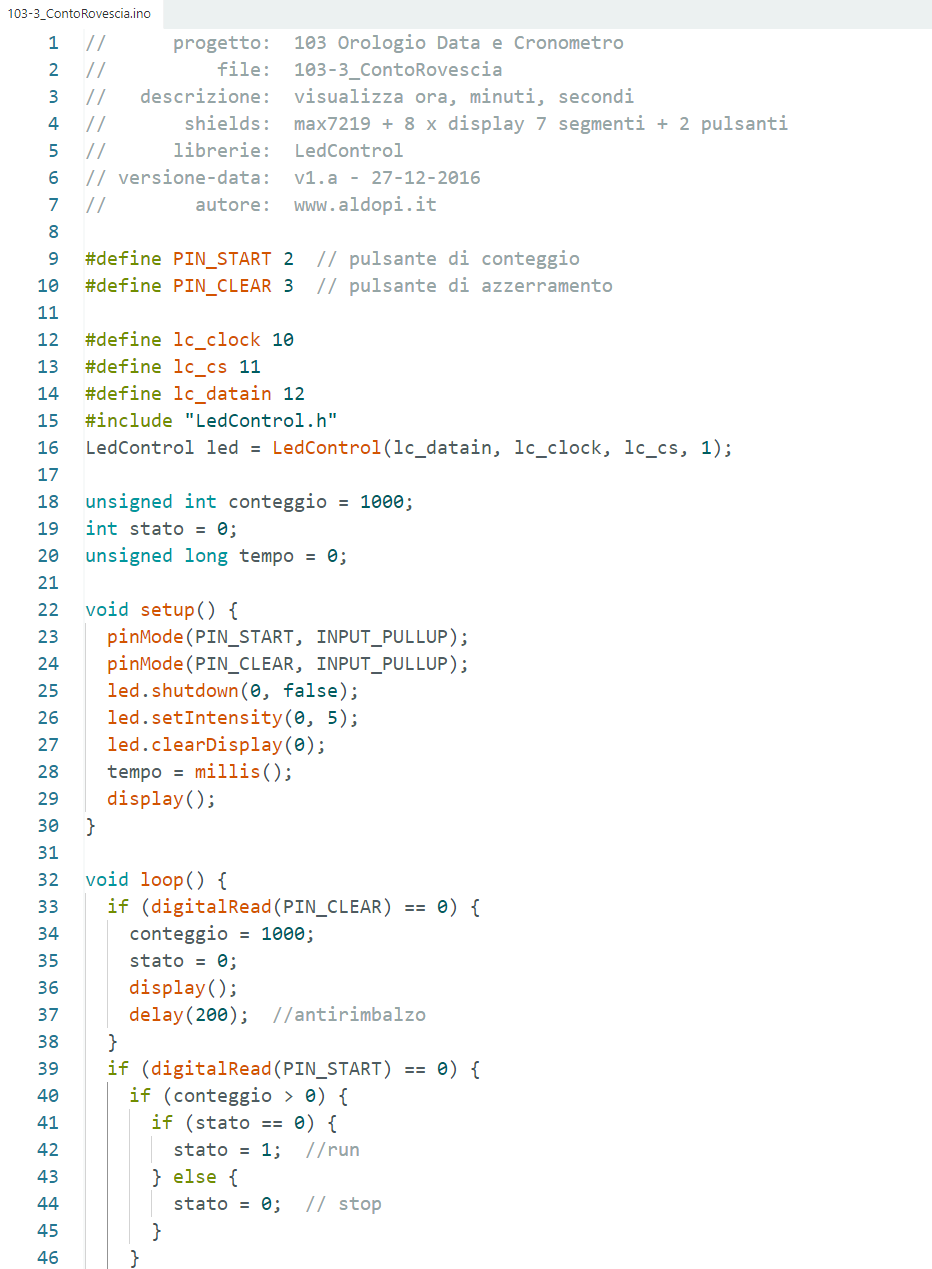 103-3_ContoRovescia.ino
1 //      progetto:  103 Orologio Data e Cronometro
2 //          file:  103-3_ContoRovescia
3 //   descrizione:  visualizza ora, minuti, secondi
4 //       shields:  max7219 + 8 x display 7 segmenti + 2 pulsanti
5 //      librerie:  LedControl
6 // versione-data:  v1.a - 27-12-2016
7 //        autore:  www.aldopi.it
8
9 #define PIN_START 2  // pulsante di conteggio
10 #define PIN_CLEAR 3  // pulsante di azzerramento
11
12 #define lc_clock 10
13 #define lc_cs 11
14 #define lc_datain 12
15 #include "LedControl.h"
16 LedControl led = LedControl(lc_datain, lc_clock, lc_cs, 1);
17
18 unsigned int conteggio = 1000;
19 int stato = 0;
20 unsigned long tempo = 0;
21
22 void setup() {
23   pinMode(PIN_START, INPUT_PULLUP);
24   pinMode(PIN_CLEAR, INPUT_PULLUP);
25   led.shutdown(0, false);
26   led.setIntensity(0, 5);
27   led.clearDisplay(0);
28   tempo = millis();
29   display();
30 }
31
32 void loop() {
33   if (digitalRead(PIN_CLEAR) == 0) {
34     conteggio = 1000;
35     stato = 0;
36     display();
37     delay(200);  //antirimbalzo
38   }
39   if (digitalRead(PIN_START) == 0) {
40     if (conteggio > 0) {
41       if (stato == 0) {
42         stato = 1;  //run
43       } else {
44         stato = 0;  // stop
45       }
46     }